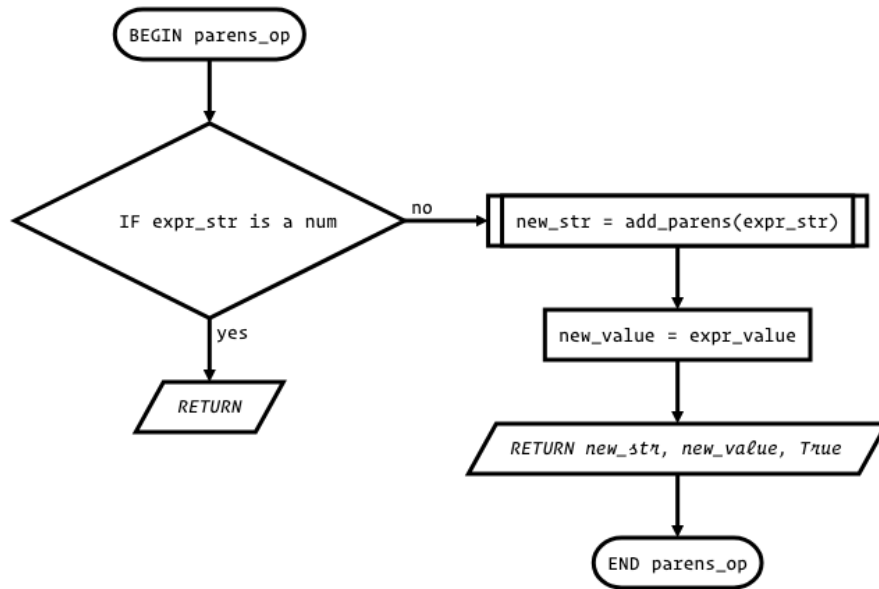 BEGIN parens_op
IF expr_str is a num
no
new_str = add_parens(expr_str)
yes
new_value = expr_value
RETURN
RETURN new_str, new_value, True
END parens_op